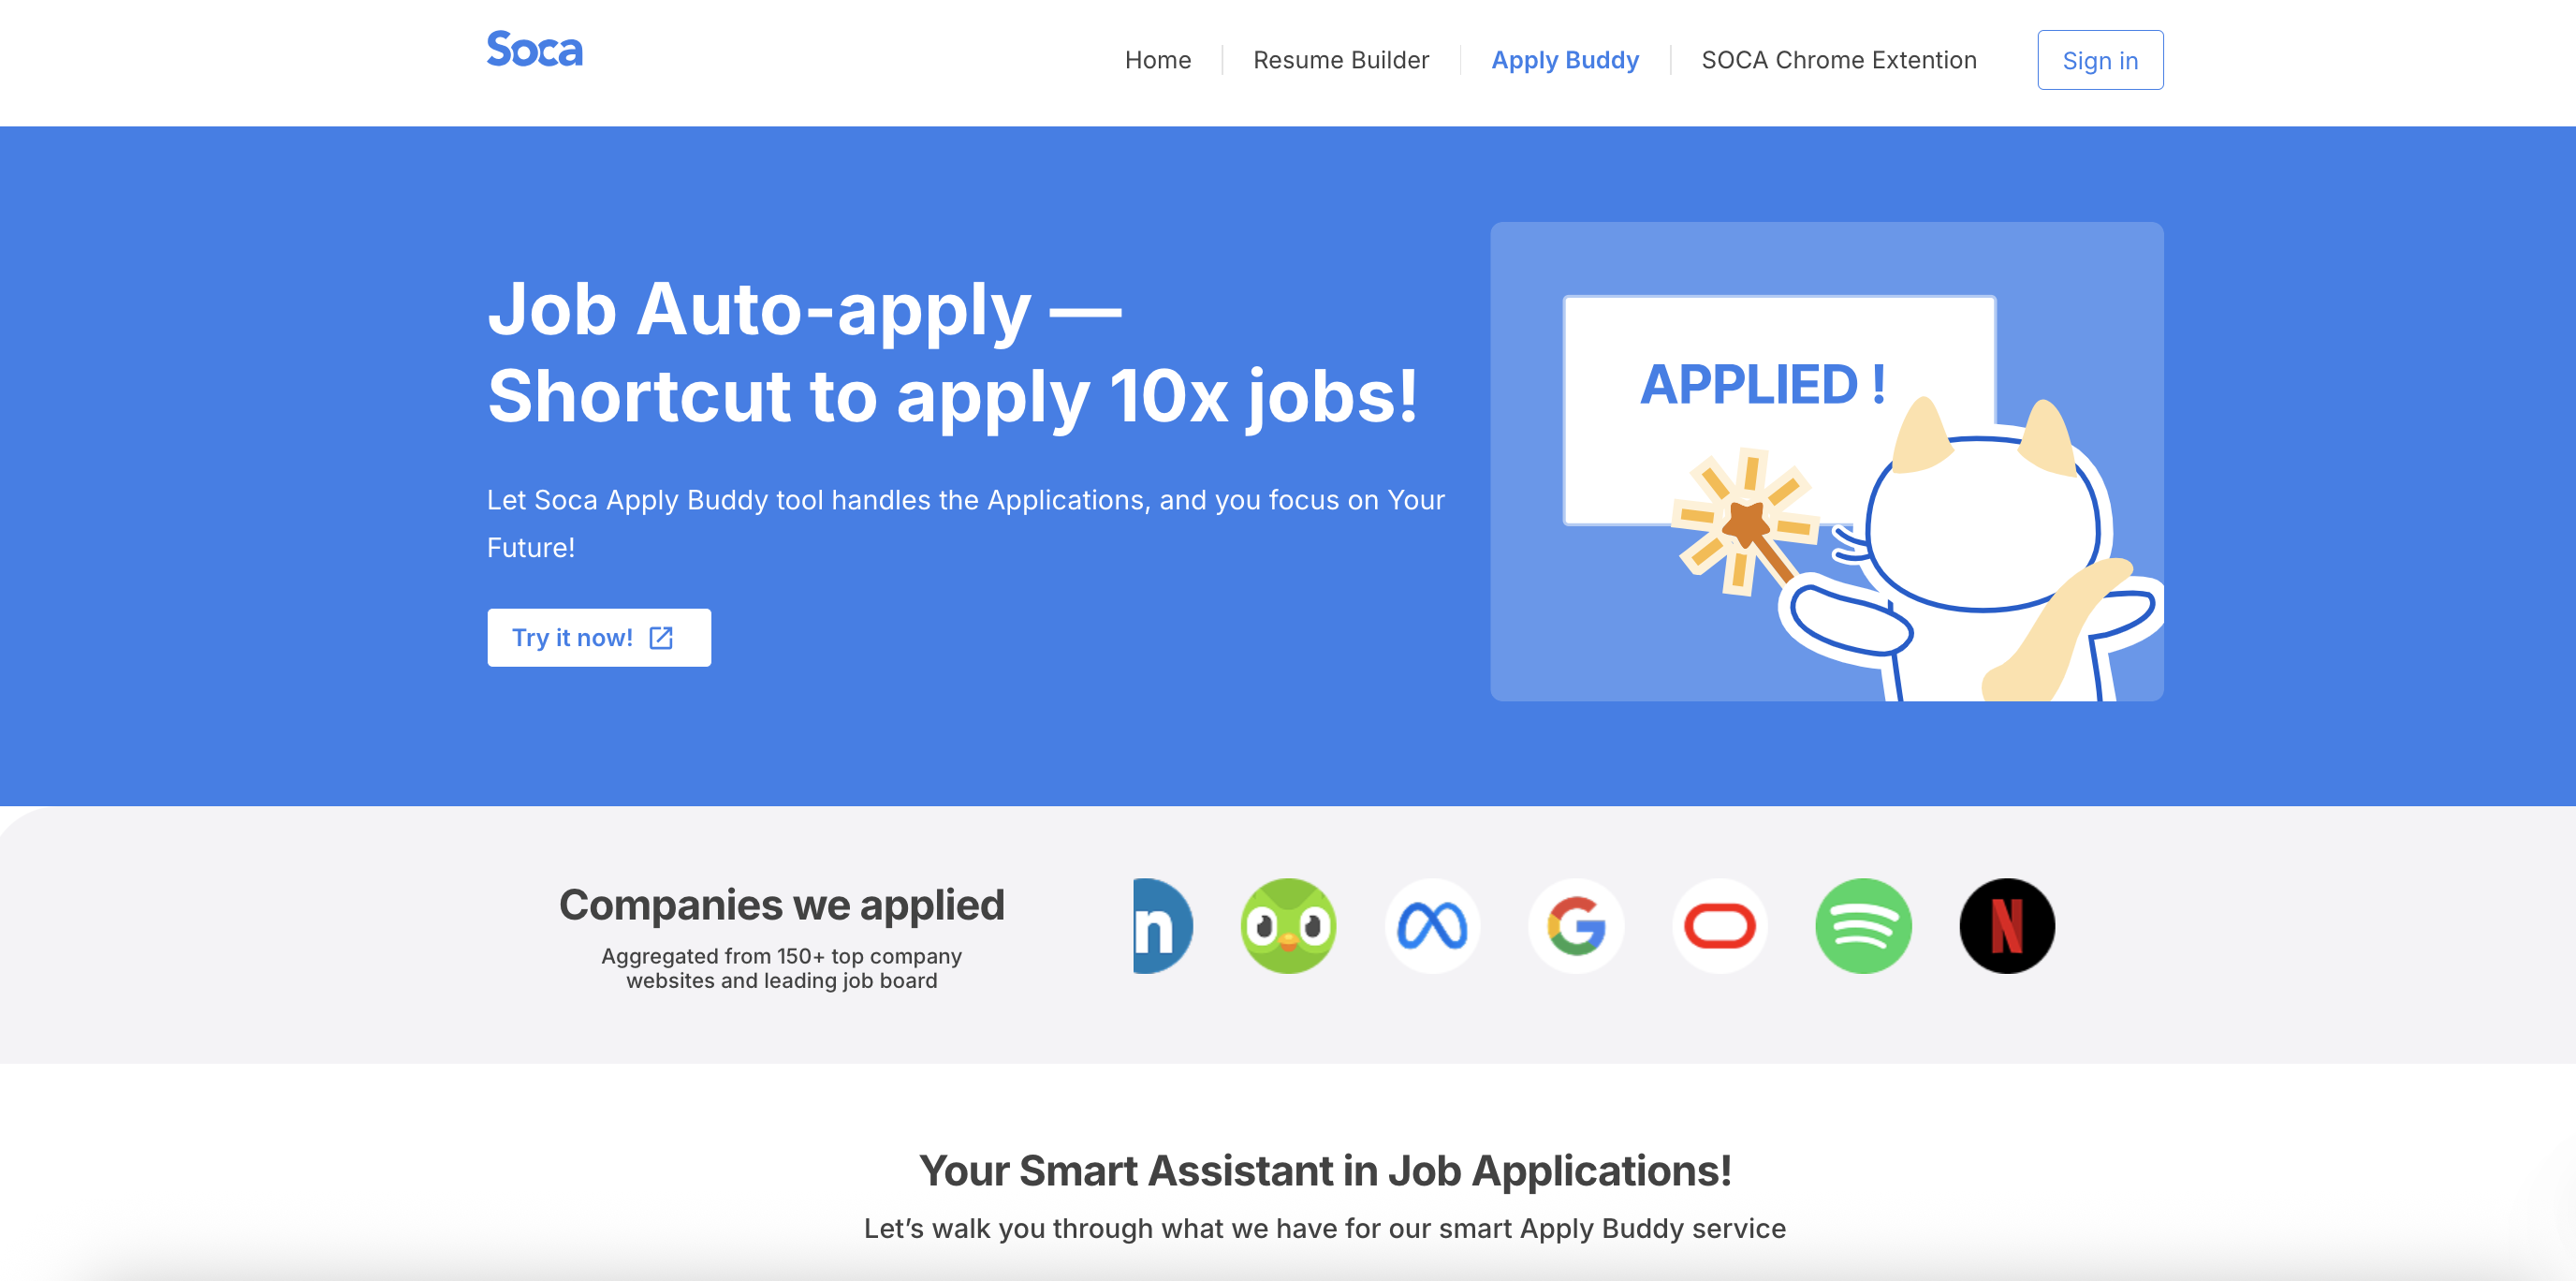 Soca
Home
Resume Builder
Apply Buddy
SOCA Chrome Extention
Sign in
Job Auto-apply —
Shortcut to apply 10x jobs!
Let Soca Apply Buddy tool handles the Applications, and you focus on Your
Future!
Try it now!
APPLIED !
Companies we applied
Aggregated from 150+ top company
websites and leading job board
n
G
N
Your Smart Assistant in Job Applications!
Let’s walk you through what we have for our smart Apply Buddy service